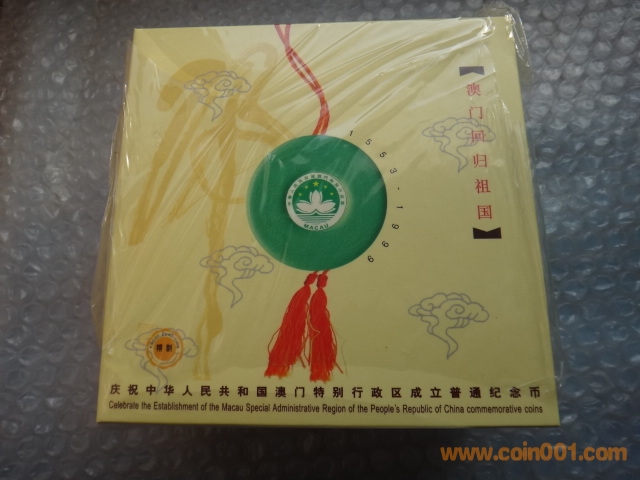 【澳门回归祖国】
1553-1999
MACAU
庆祝中华人民共和国澳门特别行政区成立普通纪念币
Celebrate the Establishment of the Macau Special Administrative Region of the People's Republic of China commemorative coins
www.coin001.com